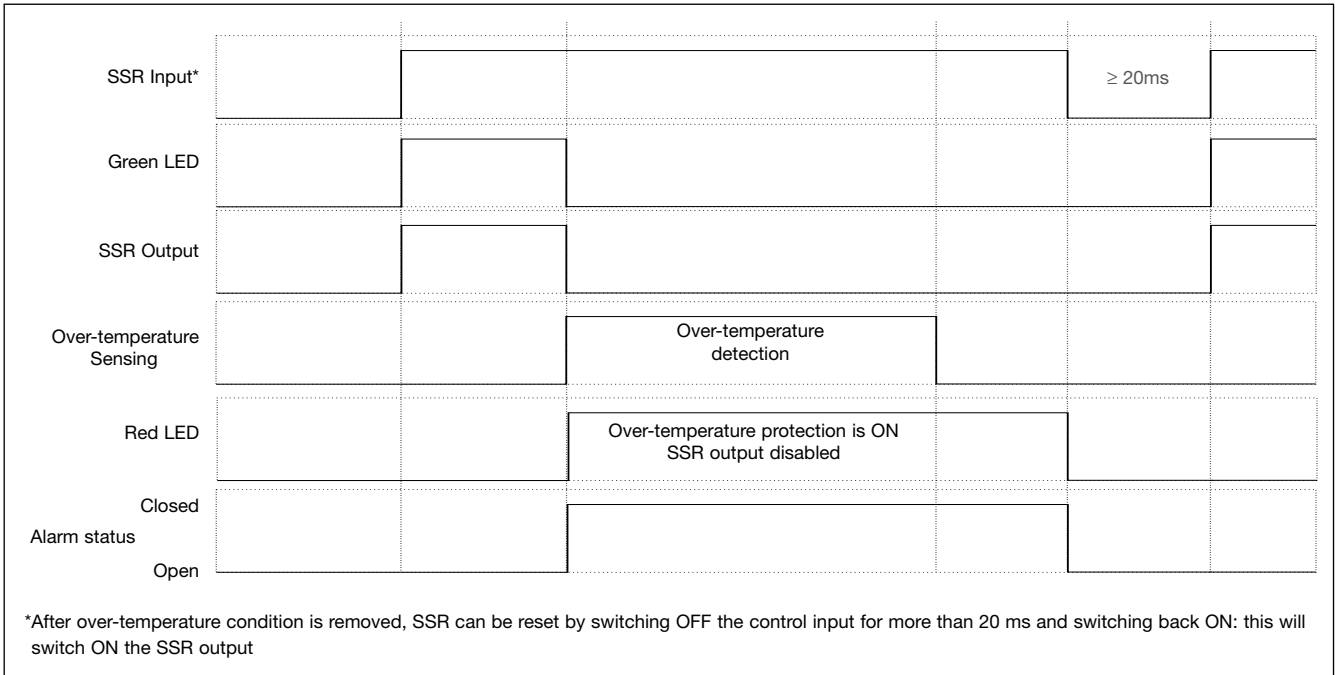 SSR Input*
≥ 20ms
Green LED
SSR Output
Over-temperature
Sensing
Over-temperature
detection
Red LED
Over-temperature protection is ON
SSR output disabled
Closed
Alarm status
Open
*After over-temperature condition is removed, SSR can be reset by switching OFF the control input for more than 20 ms and switching back ON: this will
switch ON the SSR output